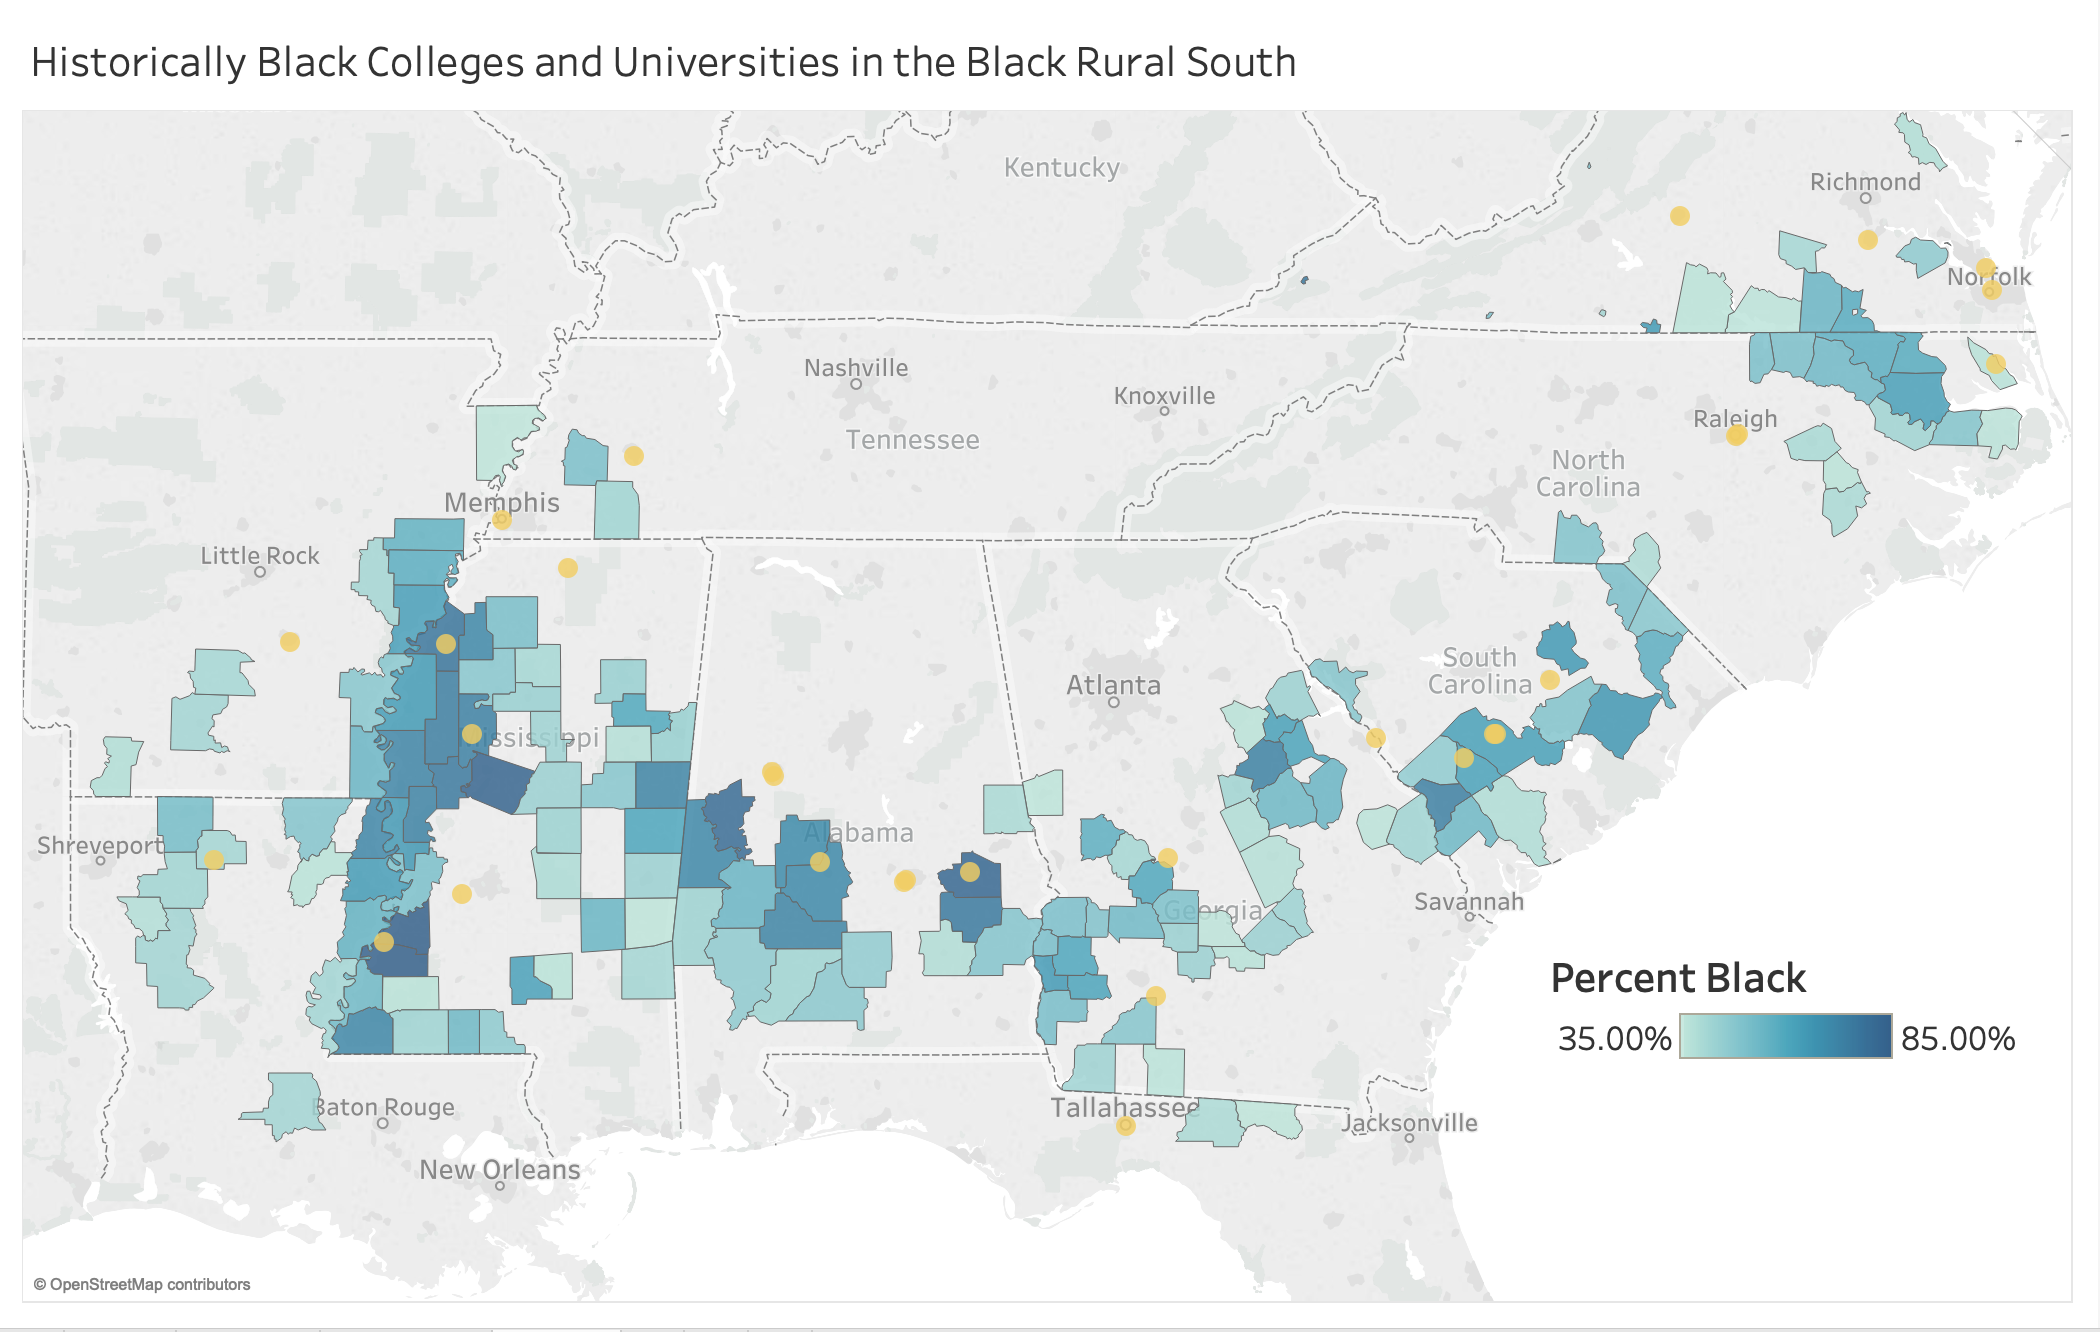 Historically Black Colleges and Universities in the Black Rural South
Kentucky
Richmond
Norfolk
Nashville
Knoxville
Tennessee
Raleigh
North
Carolina
Memphis
Little Rock
Atlanta
South
Carolina
ississippi
Alabama
Shreveport
Georgia
Savannah
Percent Black
35.00%
85.00%
Baton Rouge
Tallahassee
Jacksonville
New Orleans
© OpenStreetMap contributors